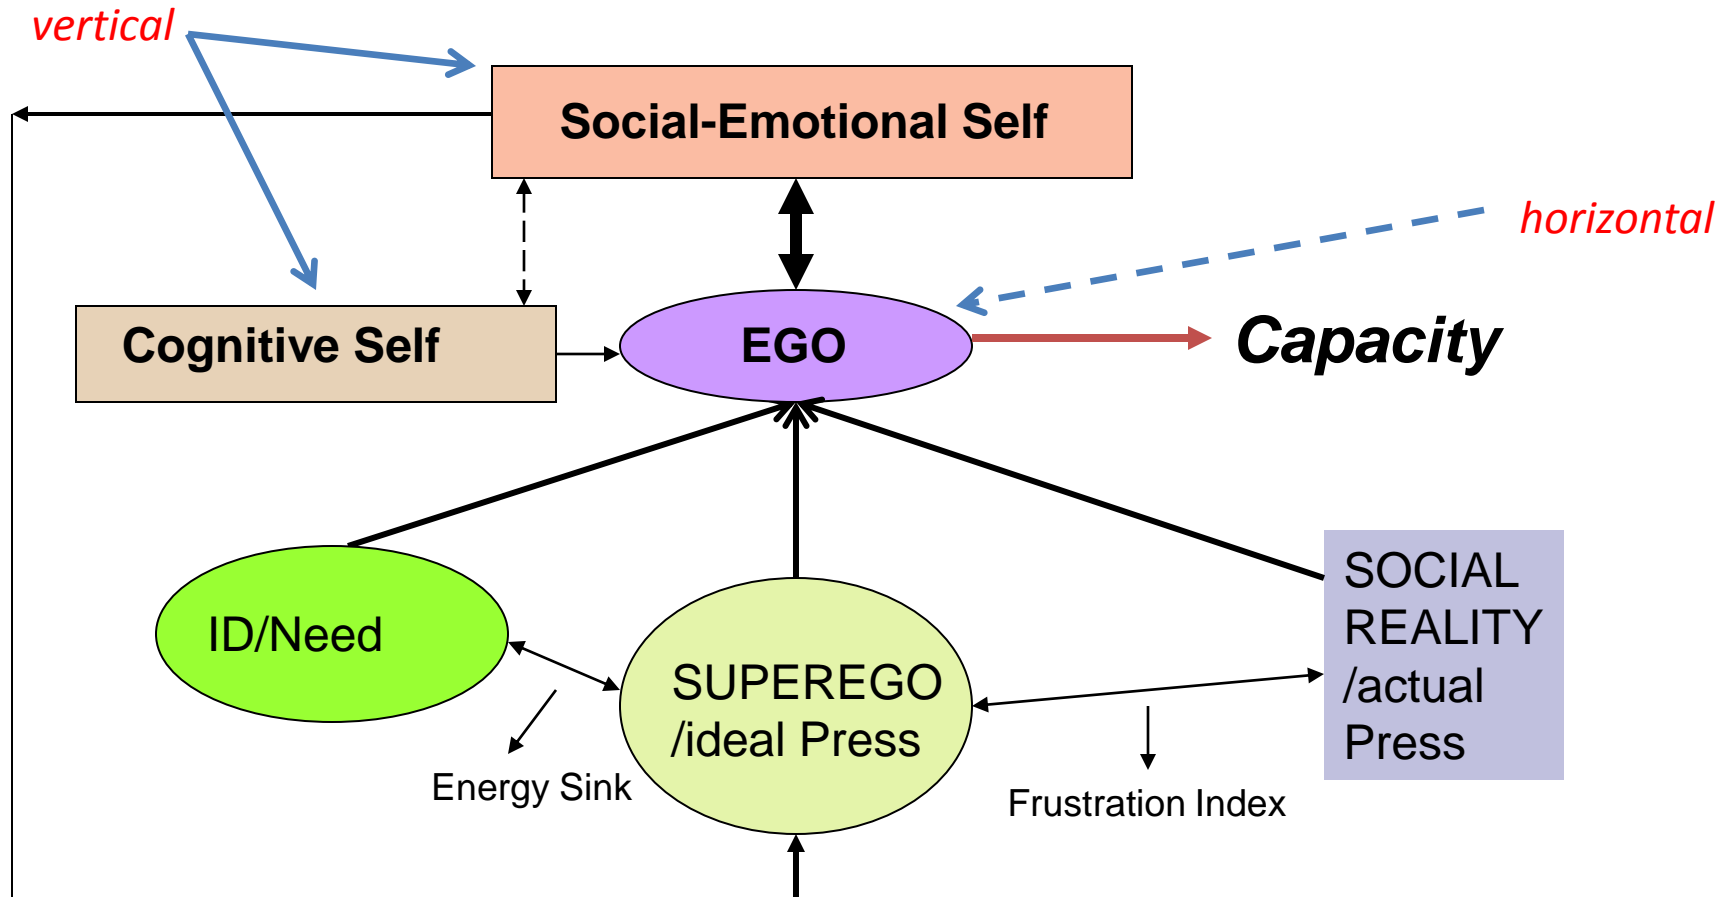 vertical
Social-Emotional Self
horizontal
Cognitive Self
EGO
Capacity
ID/Need
SUPEREGO
/ideal Press
SOCIAL
REALITY
/actual
Press
Energy Sink
Frustration Index